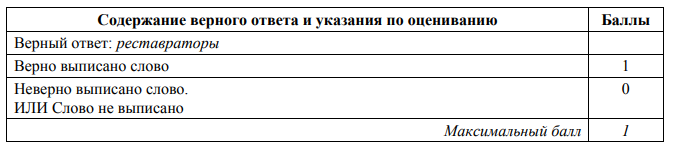 Содержание верного ответа и указания по оцениванию Баллы
Верный ответ: реставраторы
Верно выписано слово 1
Неверно выписано слово. 0
ИЛИ Слово не выписано
Максимальный балл 1